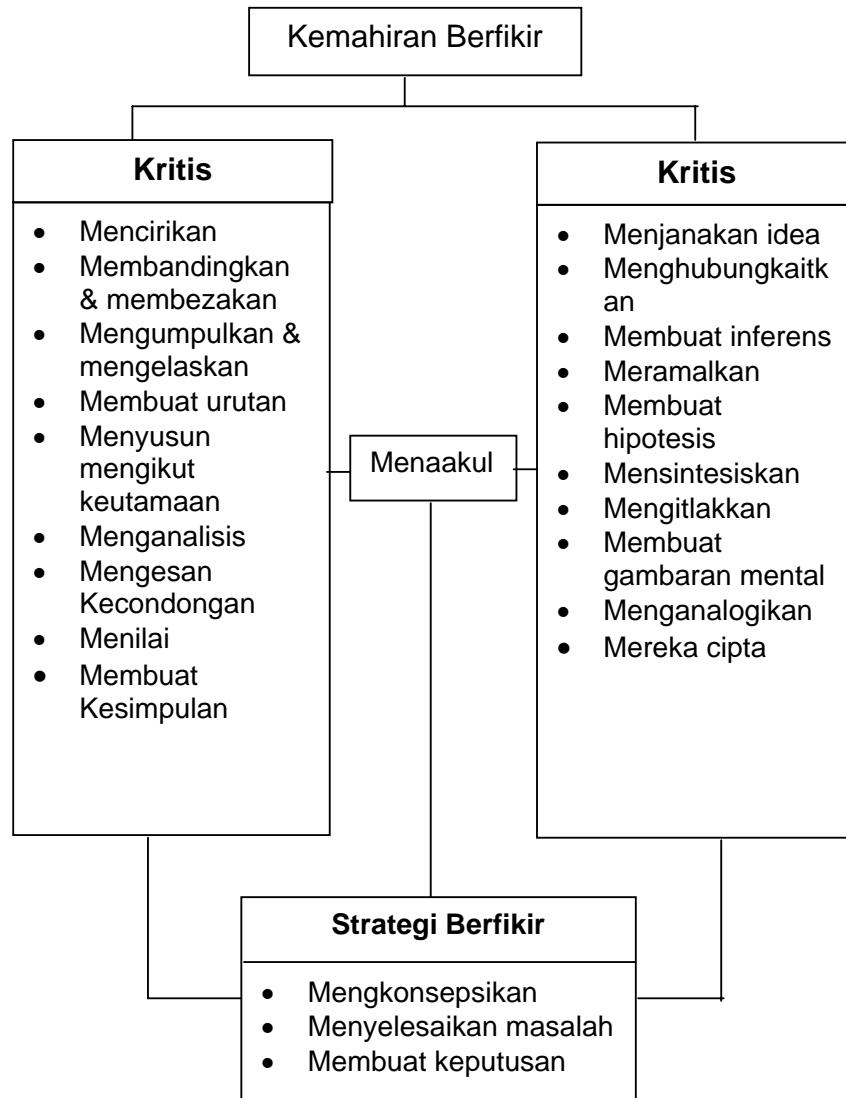 Kemahiran Berfikir
Kritis
• Mencirikan
• Membandingkan
& membezakan
• Mengumpulkan &
mengelaskan
• Membuat urutan
• Menyusun
mengikut
keutamaan
• Menganalisis
• Mengesan
Kecondongan
• Menilai
• Membuat
Kesimpulan
Menaakul
Kritis
• Menjanakan idea
• Menghubungkaitk
an
• Membuat inferens
• Meramalkan
• Membuat
hipotesis
• Mensintesiskan
• Mengitlakkan
• Membuat
gambaran mental
• Menganalogikan
• Mereka cipta
Strategi Berfikir
• Mengkonsepsikan
• Menyelesaikan masalah
• Membuat keputusan